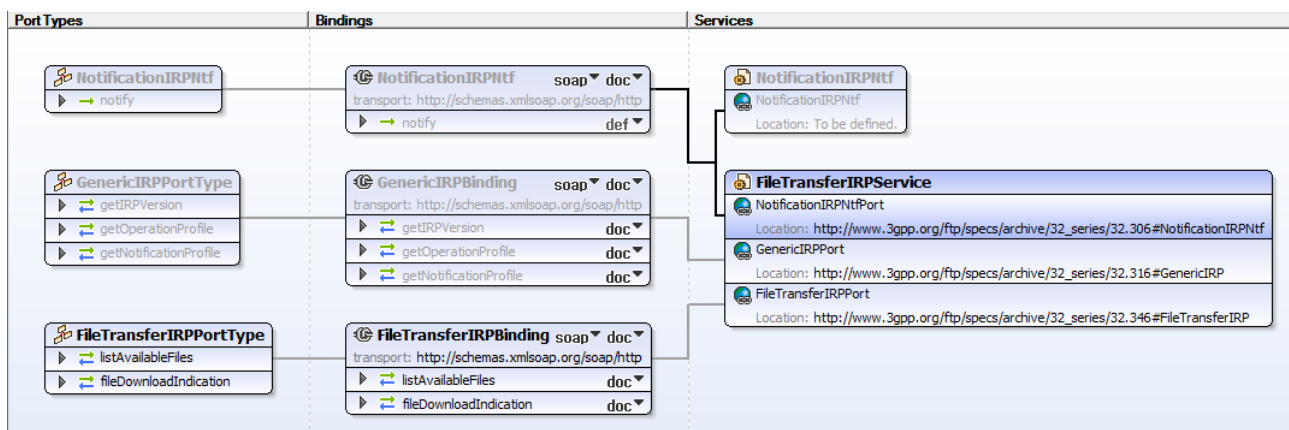 Port Types
Bindings
Services
NotificationIRPNtf
notify
NotificationIRPNtf soap doc
transport: http://schemas.xmlsoap.org/soap/http
notify def
NotificationIRPNtf
NotificationIRPNtf
Location: To be defined.
GenericIRPPortType
getIRPVersion
getOperationProfile
getNotificationProfile
GenericIRPBinding soap doc
transport: http://schemas.xmlsoap.org/soap/http
getIRPVersion doc
getOperationProfile doc
getNotificationProfile doc
FileTransferIRPService
NotificationIRPNtfPort
Location: http://www.3gpp.org/ftp/specs/archive/32_series/32.306#NotificationIRPNtf
GenericIRPPort
Location: http://www.3gpp.org/ftp/specs/archive/32_series/32.316#GenericIRP
FileTransferIRPPort
Location: http://www.3gpp.org/ftp/specs/archive/32_series/32.346#FileTransferIRP
FileTransferIRPPortType
listAvailableFiles
fileDownloadIndication
FileTransferIRPBinding soap doc
transport: http://schemas.xmlsoap.org/soap/http
listAvailableFiles doc
fileDownloadIndication doc